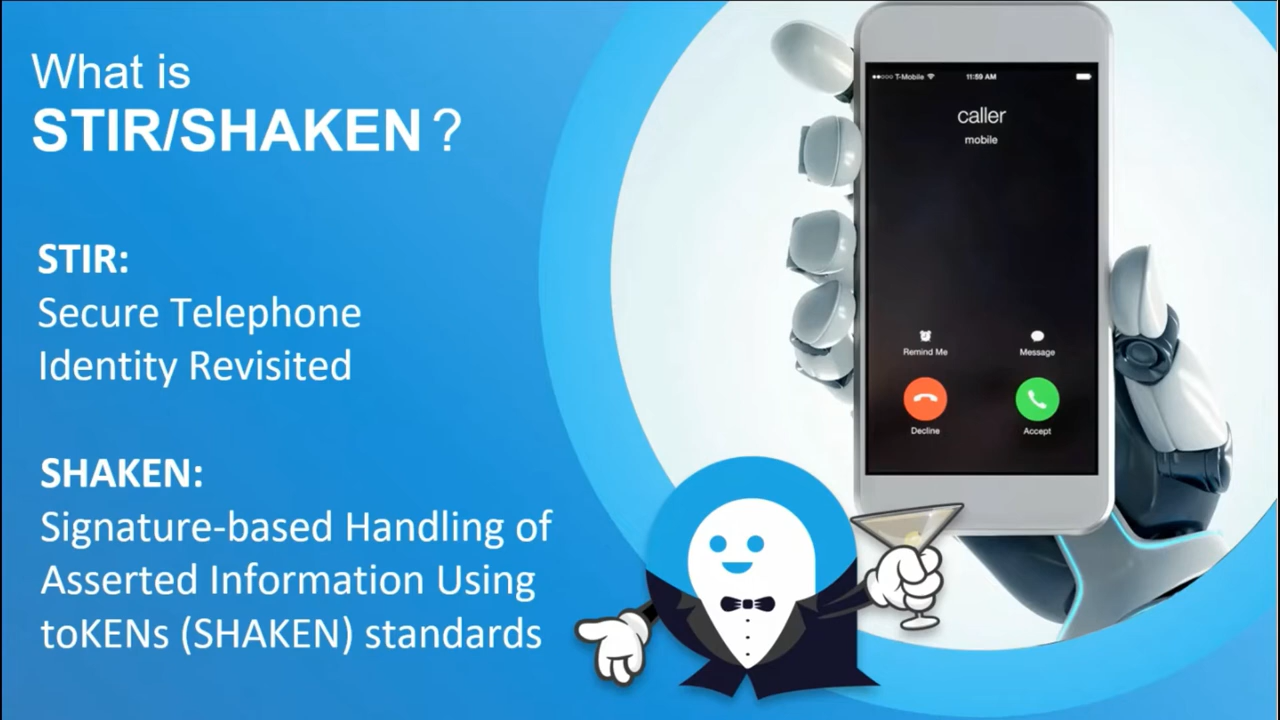 What is
STIR/SHAKEN?
STIR:
Secure Telephone
Identity Revisited
SHAKEN:
Signature-based Handling of
Asserted Information Using
toKENs (SHAKEN) standards
T-Mobile 11:59 AM
caller
mobile
Remind Me Message
Decline Accept